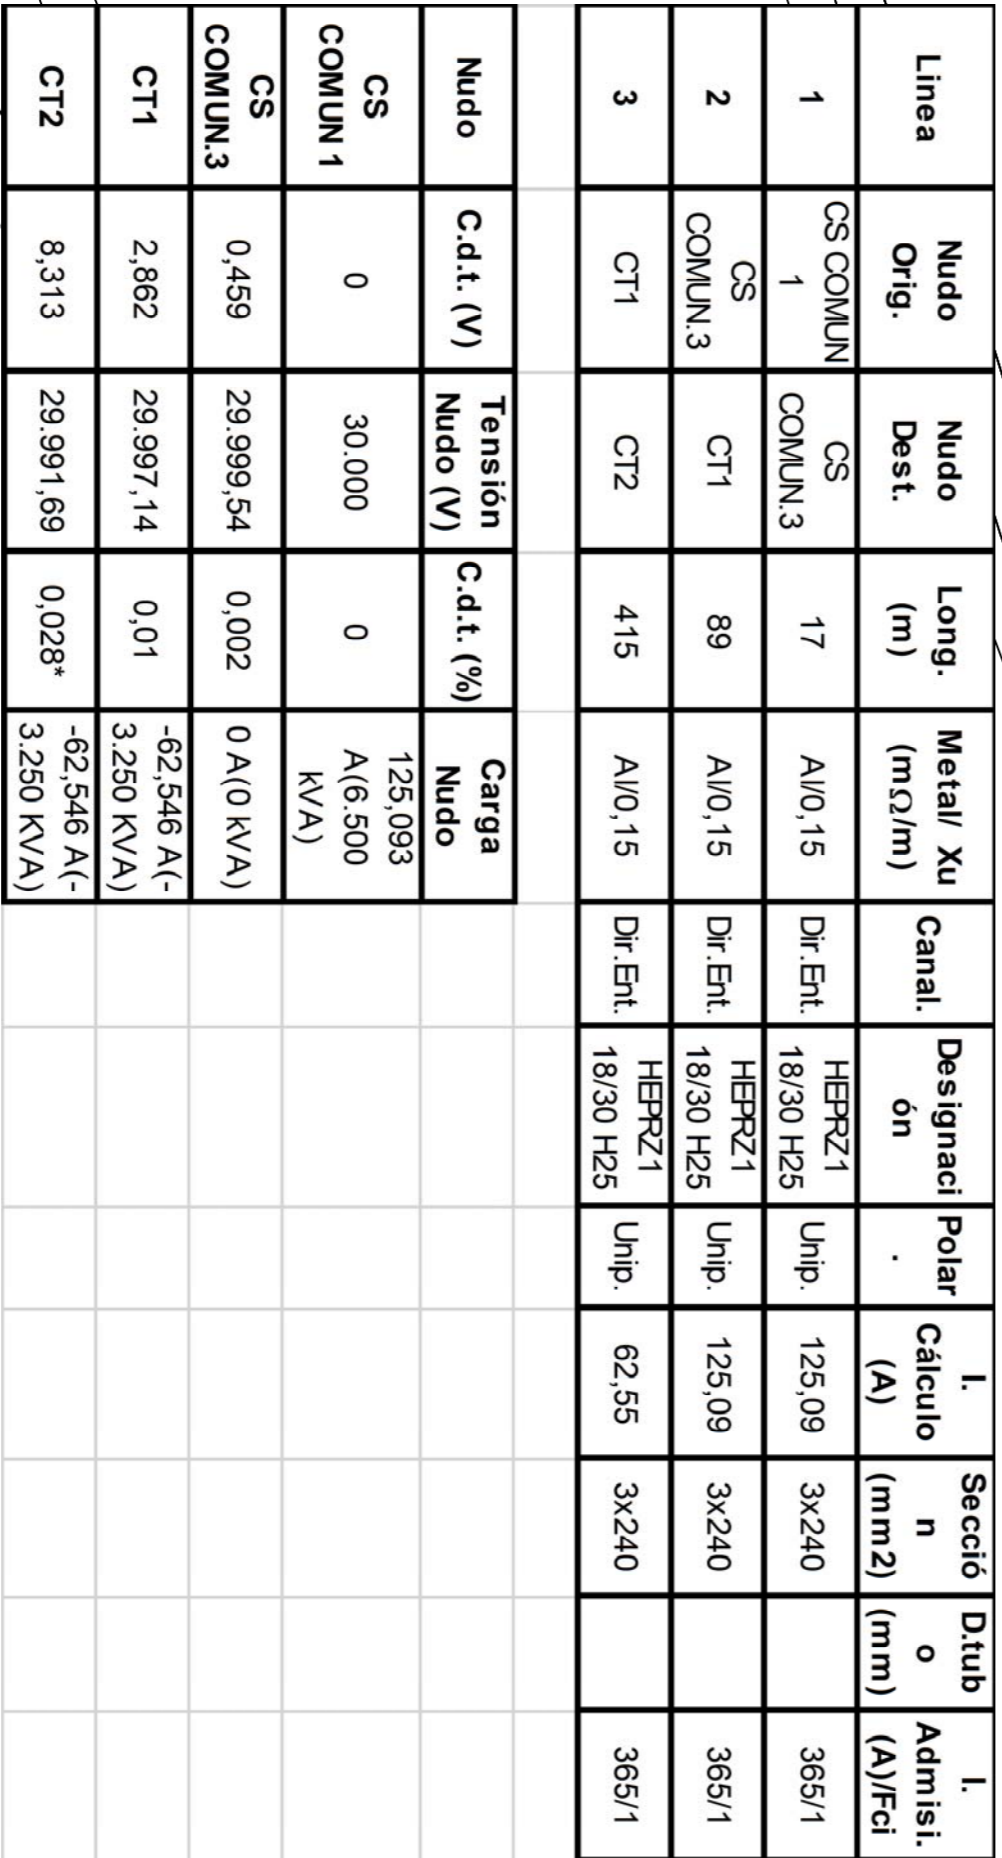 Linea
Nudo
Orig.
Nudo
Dest.
Long.
(m)
Metal/ Xu
(mΩ/m)
Canal.
Designaci
ón
Polar
.
I.
Cálculo
(A)
Secció
n
(mm2)
D.tub
o
(mm)
I.
Admisi.
(A)/Fci
1
CS COMUN
1
CS
COMUN.3
17
Al/0,15
Dir.Ent.
HEPRZ1
18/30 H25
Unip.
125,09
3x240
365/1
2
CS
COMUN.3
CT1
89
Al/0,15
Dir.Ent.
HEPRZ1
18/30 H25
Unip.
125,09
3x240
365/1
3
CT1
CT2
415
Al/0,15
Dir.Ent.
HEPRZ1
18/30 H25
Unip.
62,55
3x240
365/1
Nudo
C.d.t. (V)
Tensión
Nudo (V)
C.d.t. (%)
Carga
Nudo
CS
COMUN 1
0
30.000
0
125,093
A(6.500
kVA)
CS
COMUN.3
0,459
29.999,54
0,002
0 A(0 kVA)
CT1
2,862
29.997,14
0,01
-62,546 A(-
3.250 KVA)
CT2
8,313
29.991,69
0,028*
-62,546 A(-
3.250 KVA)